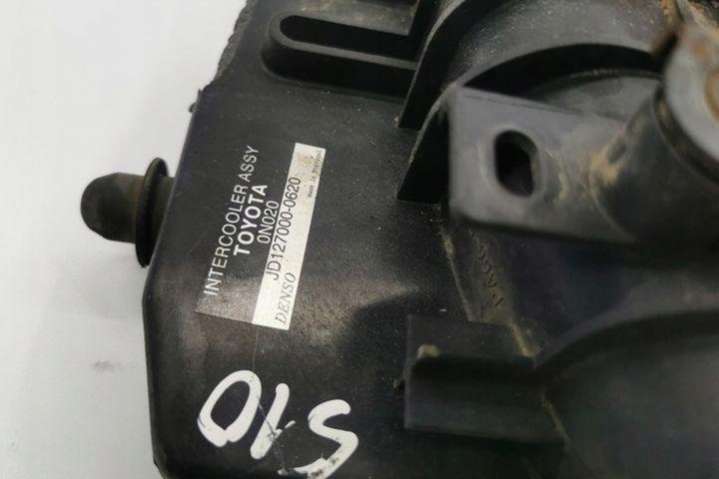 INTERCOOLER ASSY
TOYOTA
0N020
JD127000-0620
DENSO
S10